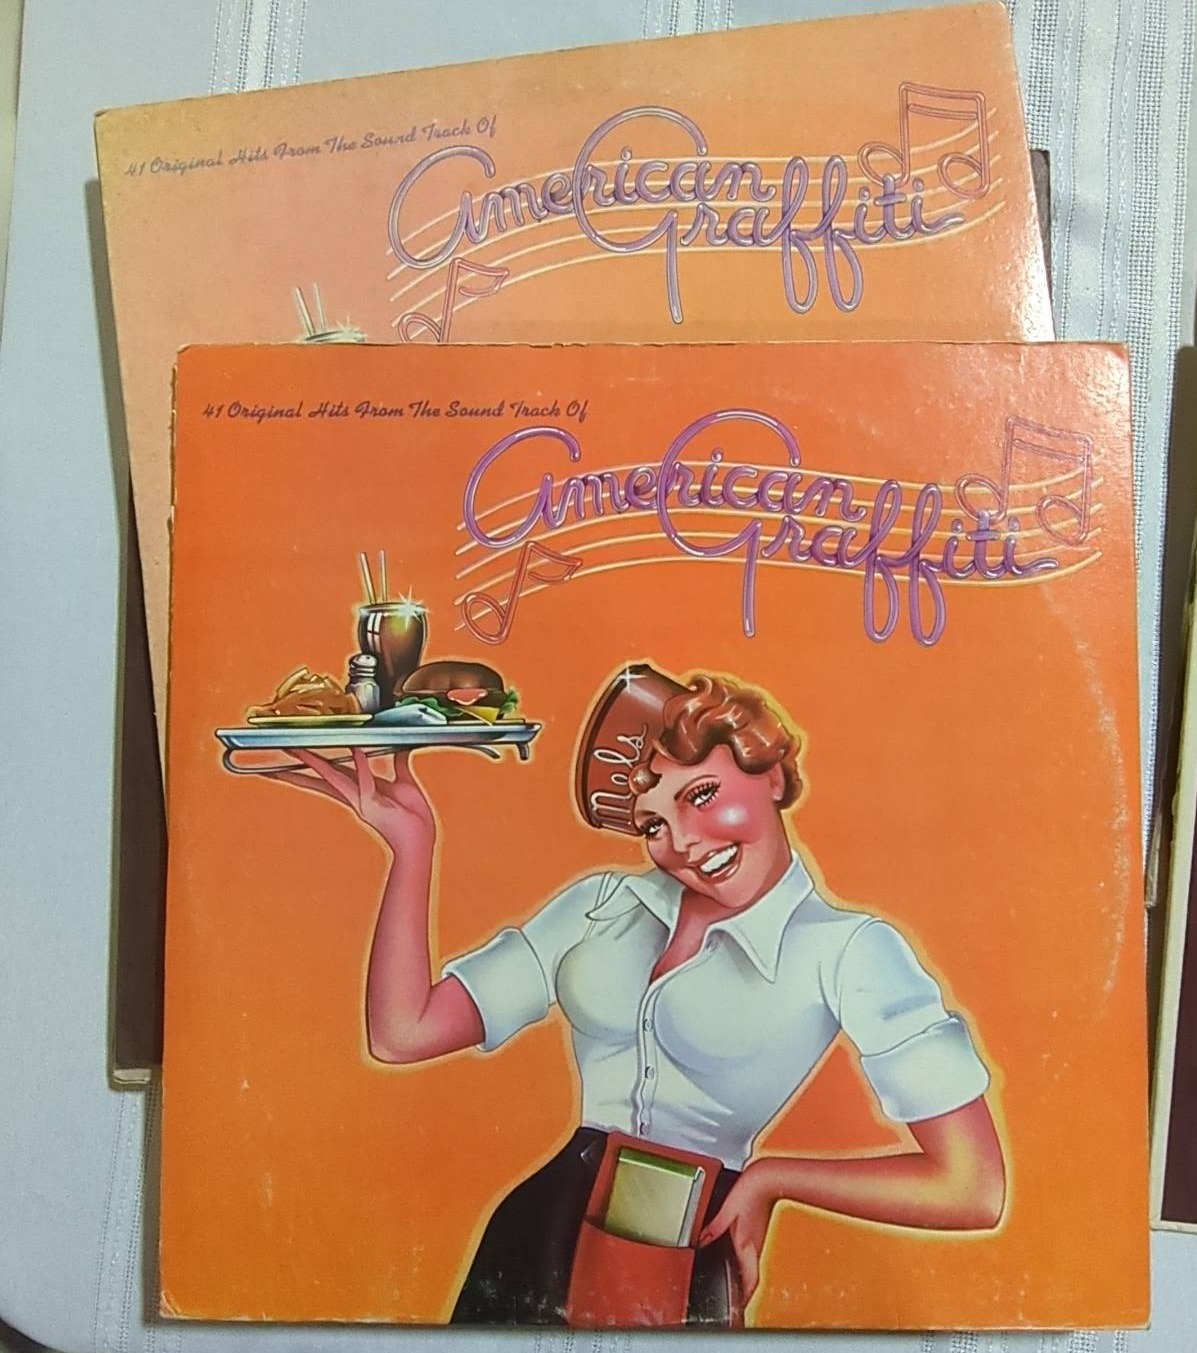 41 Original Hits From The Sound Track Of
American
Graffiti
41 Original Hits From The Sound Track Of
American
Graffiti
Mels